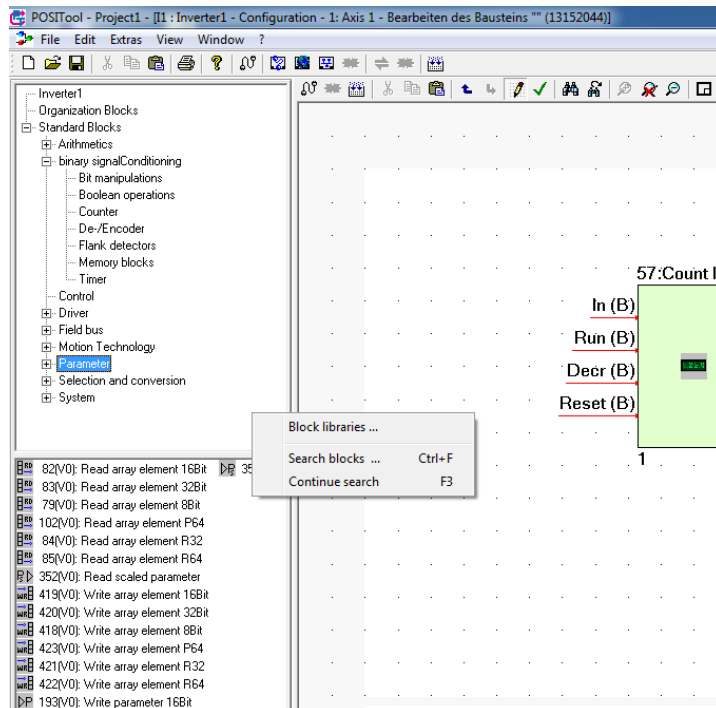 POSITool - Project1 - [I1 : Inverter1 - Configuration - 1: Axis 1 - Bearbeiten des Bausteins "" (13152044)]
File Edit Extras View Window ?
Inverter1
Organization Blocks
Standard Blocks
Arithmetics
binary signalConditioning
Bit manipulations
Boolean operations
Counter
De-/Encoder
Flank detectors
Memory blocks
Timer
Control
Driver
Field bus
Motion Technology
Parameter
Selection and conversion
System
Block libraries ...
Search blocks ... Ctrl+F
Continue search F3
82(V0): Read array element 16Bit
83(V0): Read array element 32Bit
79(V0): Read array element 8Bit
102(V0): Read array element P64
84(V0): Read array element R32
85(V0): Read array element R64
352(V0): Read scaled parameter
419(V0): Write array element 16Bit
420(V0): Write array element 32Bit
418(V0): Write array element 8Bit
423(V0): Write array element P64
421(V0): Write array element R32
422(V0): Write array element R64
193(V0): Write parameter 16Bit
57:Count
In (B)
Run (B)
Decr (B)
Reset (B)
1